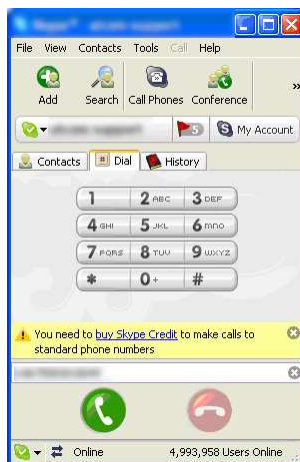 Skype™ -
File View Contacts Tools Call Help
Add Search Call Phones Conference »
5 My Account
Contacts Dial History
1 2 ABC 3 DEF
4 GHI 5 JKL 6 mno
7 PQRS 8 TUV 9 WXYZ
* 0 + #
You need to buy Skype Credit to make calls to
standard phone numbers
Online 4,993,958 Users Online